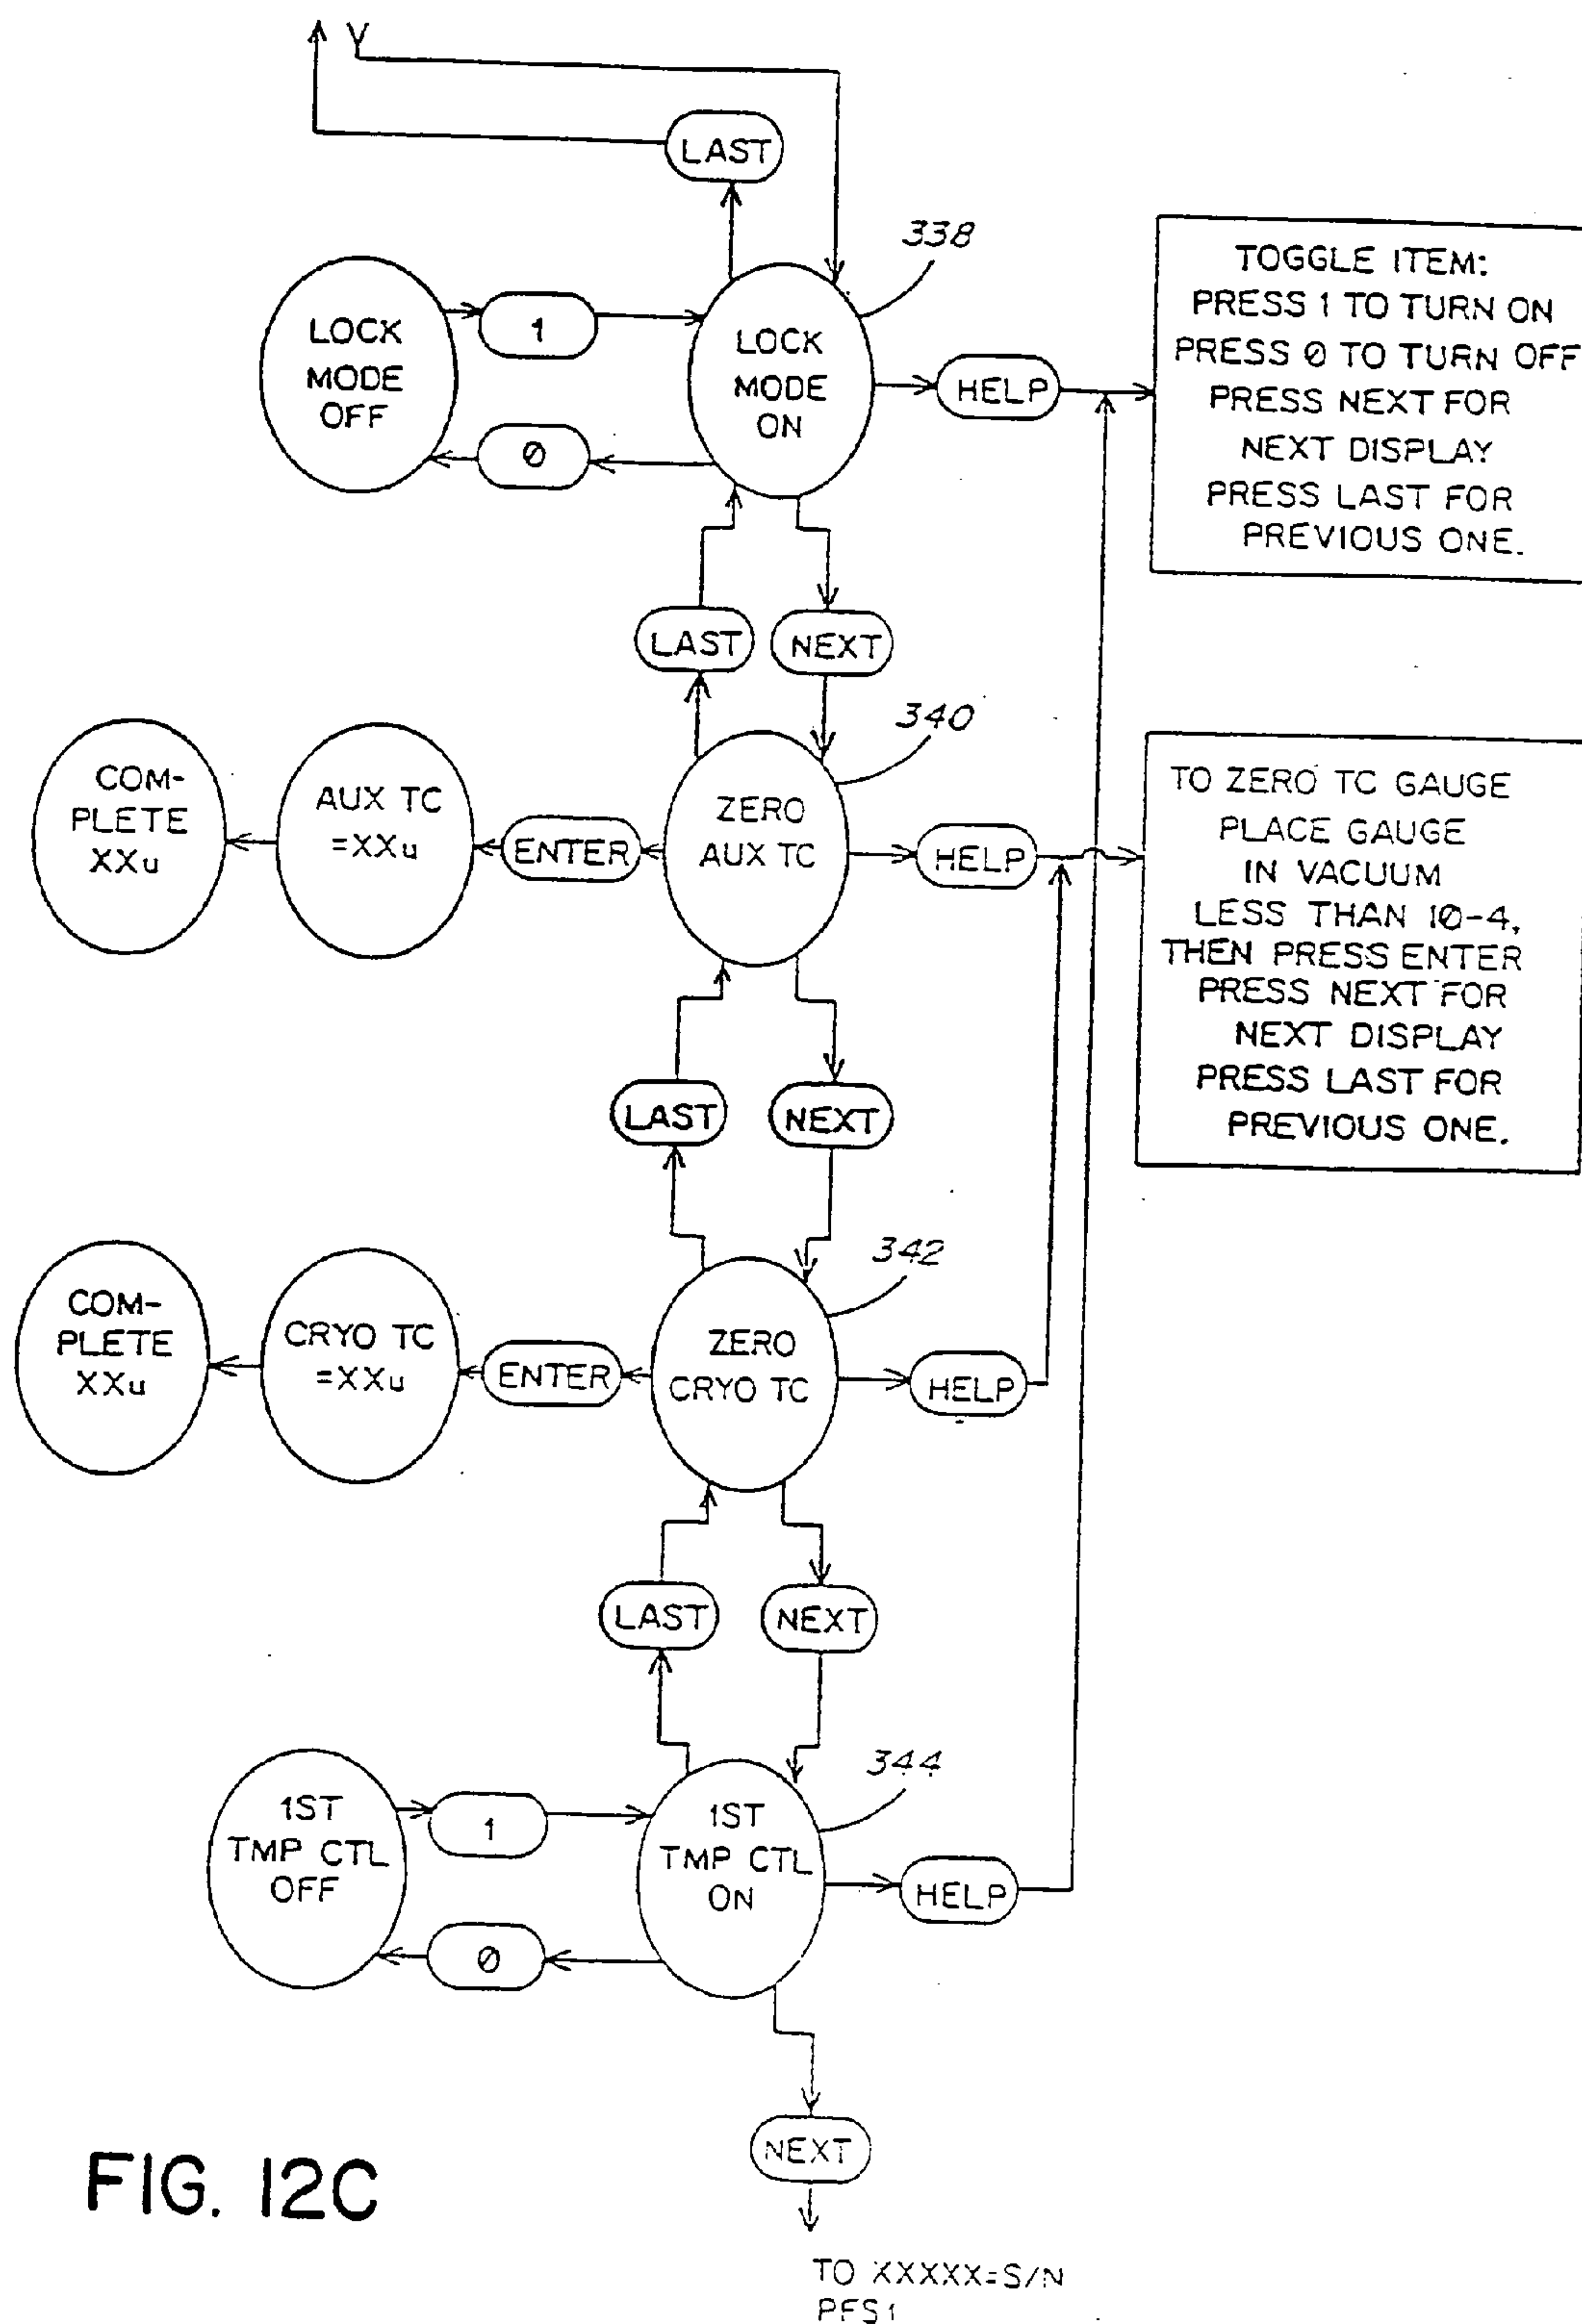 V
LAST
338
LOCK
MODE
OFF
1
0
LOCK
MODE
ON
HELP
TOGGLE ITEM:
PRESS 1 TO TURN ON
PRESS 0 TO TURN OFF
PRESS NEXT FOR
NEXT DISPLAY
PRESS LAST FOR
PREVIOUS ONE.
LAST
NEXT
340
COM-
PLETE
XXu
AUX TC
=XXu
ENTER
ZERO
AUX TC
HELP
TO ZERO TC GAUGE
PLACE GAUGE
IN VACUUM
LESS THAN 10-4,
THEN PRESS ENTER
PRESS NEXT FOR
NEXT DISPLAY
PRESS LAST FOR
PREVIOUS ONE.
LAST
NEXT
342
COM-
PLETE
XXu
CRYO TC
=XXu
ENTER
ZERO
CRYO TC
HELP
LAST
NEXT
344
1ST
TMP CTL
OFF
1
0
1ST
TMP CTL
ON
HELP
NEXT
FIG. 12C
TO XXXXX=S/N
PFS1